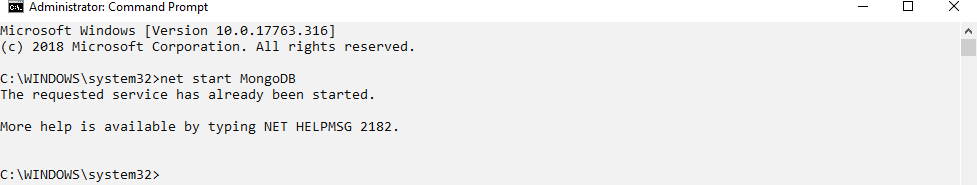 Administrator: Command Prompt
Microsoft Windows [Version 10.0.17763.316]
(c) 2018 Microsoft Corporation. All rights reserved.
C:\WINDOWS\system32>net start MongoDB
The requested service has already been started.
More help is available by typing NET HELPMSG 2182.
C:\WINDOWS\system32>